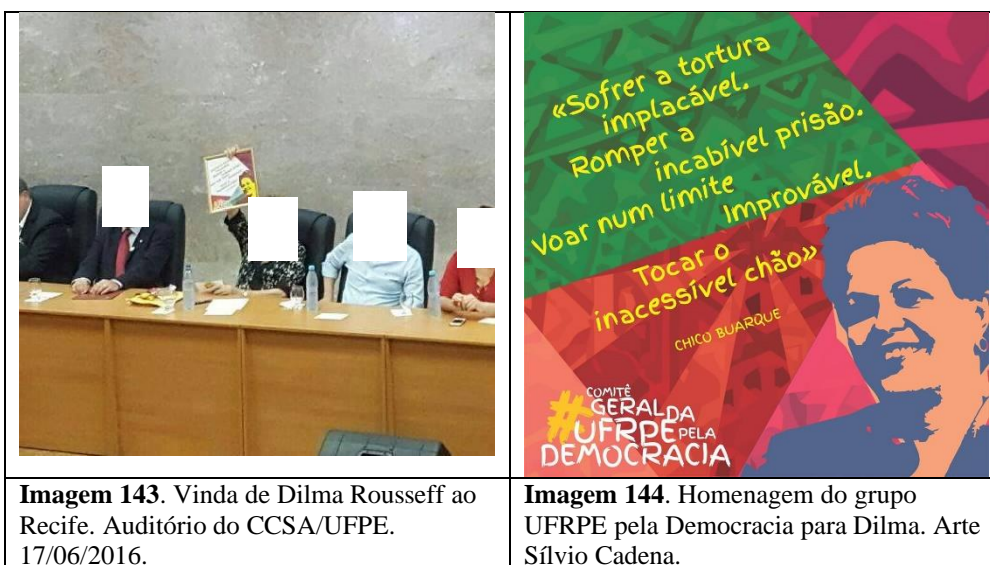 «Sofrer a tortura
implacável.
Romper a
incabível prisão.
Voar num limite
Improvável.
Tocar o
inacessível chão»
CHICO BUARQUE
COMITÊ
#GERAL DA
UFRPE PELA
DEMOCRACIA
Imagem 143. Vinda de Dilma Rousseff ao
Recife. Auditório do CCSA/UFPE.
17/06/2016.
Imagem 144. Homenagem do grupo
UFRPE pela Democracia para Dilma. Arte
Sílvio Cadena.